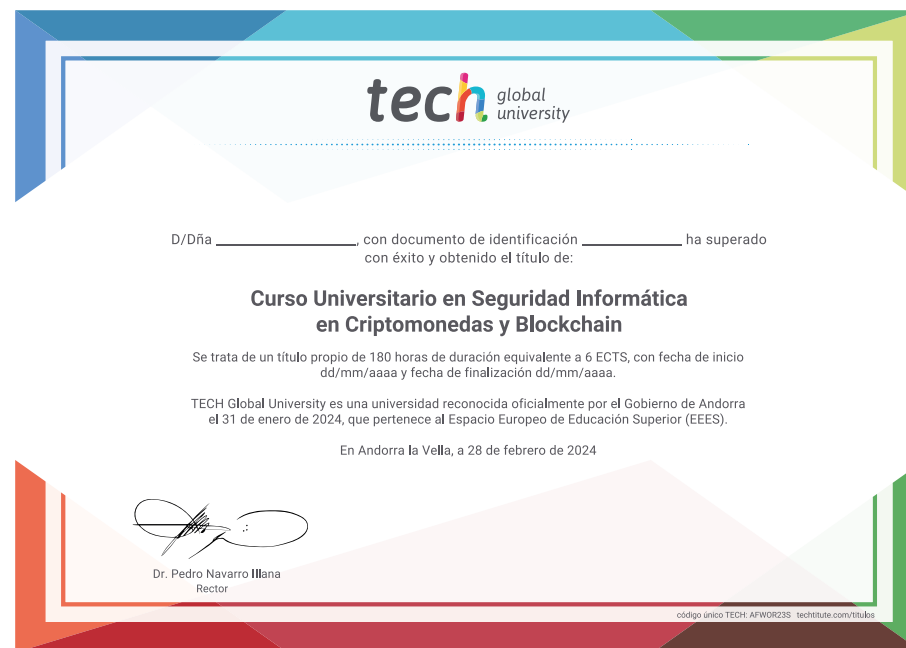 tech global university
D/Dña ______________, con documento de identificación __________ ha superado
con éxito y obtenido el título de:
Curso Universitario en Seguridad Informática
en Criptomonedas y Blockchain
Se trata de un título propio de 180 horas de duración equivalente a 6 ECTS, con fecha de inicio
dd/mm/aaaa y fecha de finalización dd/mm/aaaa.
TECH Global University es una universidad reconocida oficialmente por el Gobierno de Andorra
el 31 de enero de 2024, que pertenece al Espacio Europeo de Educación Superior (EEES).
En Andorra la Vella, a 28 de febrero de 2024
Dr. Pedro Navarro Illana
Rector
código único TECH: AFWOR23S techtitute.com/titulos